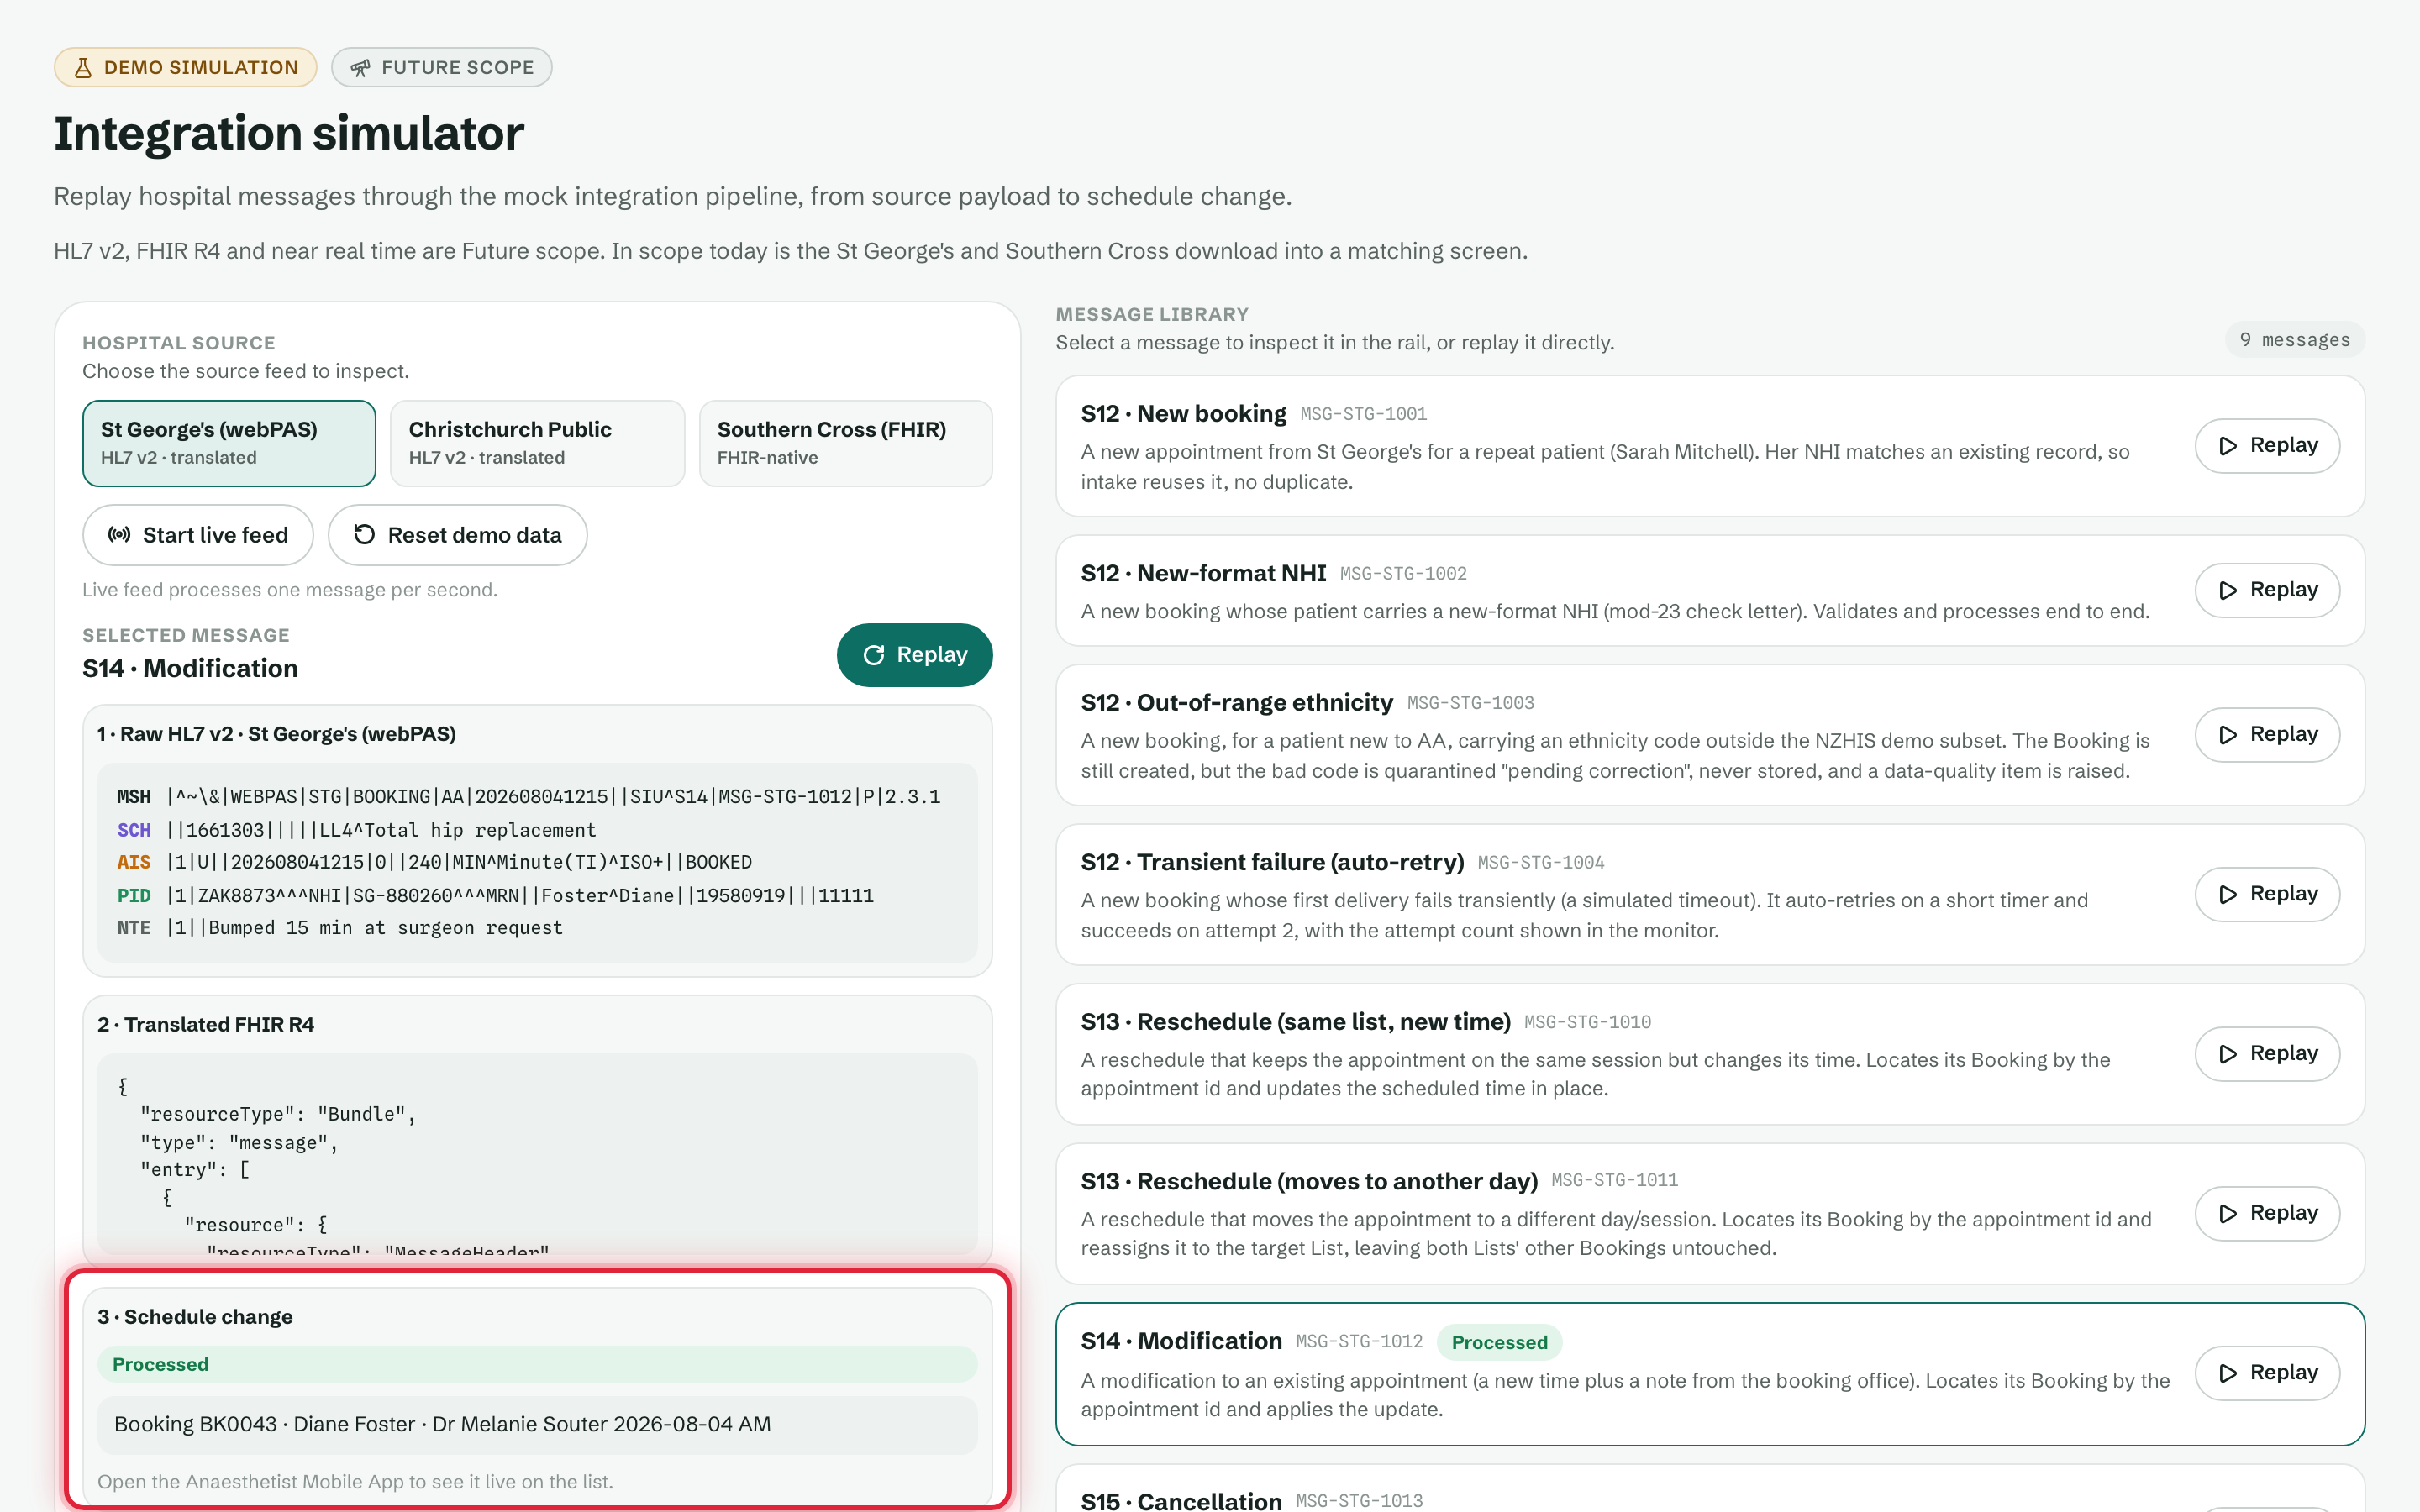 DEMO SIMULATION
FUTURE SCOPE
Integration simulator
Replay hospital messages through the mock integration pipeline, from source payload to schedule change.
HL7 v2, FHIR R4 and near real time are Future scope. In scope today is the St George's and Southern Cross download into a matching screen.
HOSPITAL SOURCE
Choose the source feed to inspect.
St George's (webPAS)
HL7 v2 · translated
Christchurch Public
HL7 v2 · translated
Southern Cross (FHIR)
FHIR-native
Start live feed
Reset demo data
Live feed processes one message per second.
SELECTED MESSAGE
S14 · Modification
Replay
1 · Raw HL7 v2 · St George's (webPAS)
MSH |^~\&|WEBPAS|STG|BOOKING|AA|202608041215||SIU^S14|MSG-STG-1012|P|2.3.1
SCH ||1661303|||||LL4^Total hip replacement
AIS |1|U||202608041215|0||240|MIN^Minute(TI)^ISO+||BOOKED
PID |1|ZAK8873^^^NHI|SG-880260^^^MRN||Foster^Diane||19580919|||11111
NTE |1||Bumped 15 min at surgeon request
2 · Translated FHIR R4
{
"resourceType": "Bundle",
"type": "message",
"entry": [
{
"resource": {
"resourceType": "MessageHeader"
3 · Schedule change
Processed
Booking BK0043 · Diane Foster · Dr Melanie Souter 2026-08-04 AM
Open the Anaesthetist Mobile App to see it live on the list.
MESSAGE LIBRARY
Select a message to inspect it in the rail, or replay it directly.
9 messages
S12 · New booking MSG-STG-1001
A new appointment from St George's for a repeat patient (Sarah Mitchell). Her NHI matches an existing record, so
intake reuses it, no duplicate.
Replay
S12 · New-format NHI MSG-STG-1002
A new booking whose patient carries a new-format NHI (mod-23 check letter). Validates and processes end to end.
Replay
S12 · Out-of-range ethnicity MSG-STG-1003
A new booking, for a patient new to AA, carrying an ethnicity code outside the NZHIS demo subset. The Booking is
still created, but the bad code is quarantined "pending correction", never stored, and a data-quality item is raised.
Replay
S12 · Transient failure (auto-retry) MSG-STG-1004
A new booking whose first delivery fails transiently (a simulated timeout). It auto-retries on a short timer and
succeeds on attempt 2, with the attempt count shown in the monitor.
Replay
S13 · Reschedule (same list, new time) MSG-STG-1010
A reschedule that keeps the appointment on the same session but changes its time. Locates its Booking by the
appointment id and updates the scheduled time in place.
Replay
S13 · Reschedule (moves to another day) MSG-STG-1011
A reschedule that moves the appointment to a different day/session. Locates its Booking by the appointment id and
reassigns it to the target List, leaving both Lists' other Bookings untouched.
Replay
S14 · Modification MSG-STG-1012 Processed
A modification to an existing appointment (a new time plus a note from the booking office). Locates its Booking by the
appointment id and applies the update.
Replay
S15 · Cancellation MSG-STG-1013